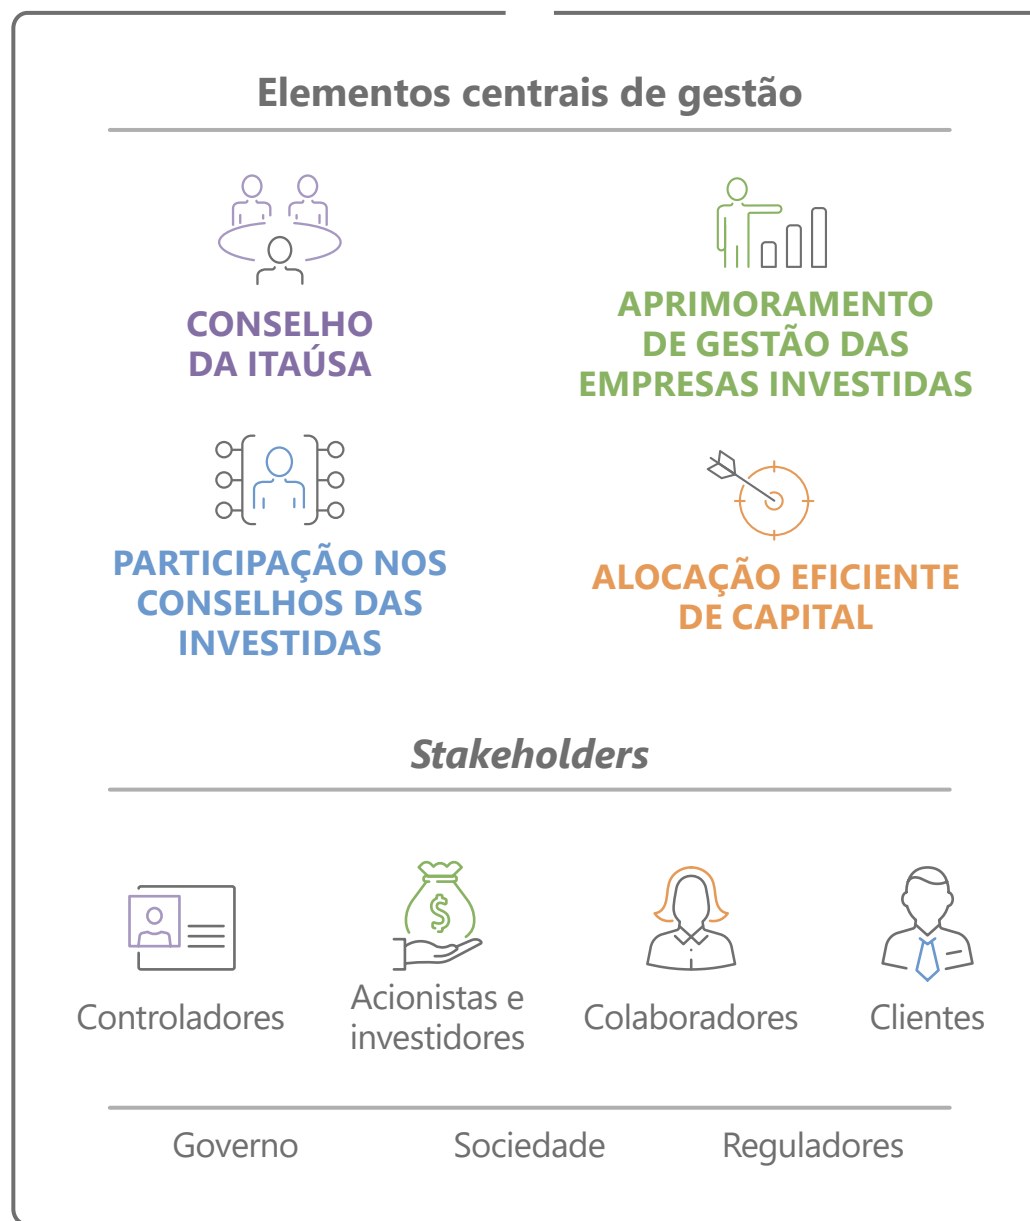 Elementos centrais de gestão
CONSELHO
DA ITAÚSA
APRIMORAMENTO
DE GESTÃO DAS
EMPRESAS INVESTIDAS
PARTICIPAÇÃO NOS
CONSELHOS DAS
INVESTIDAS
ALOCAÇÃO EFICIENTE
DE CAPITAL
Stakeholders
$
Controladores
Acionistas e
investidores
Colaboradores
Clientes
Governo
Sociedade
Reguladores